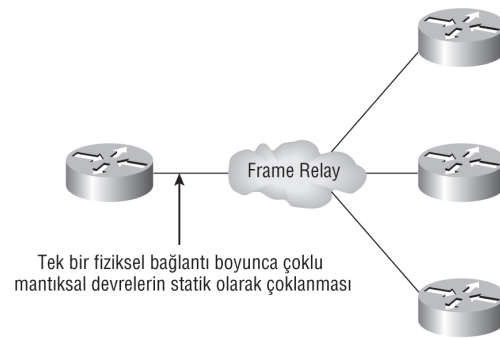 Frame Relay
Tek bir fiziksel bağlantı boyunca çoklu
mantıksal devrelerin statik olarak çoklanması